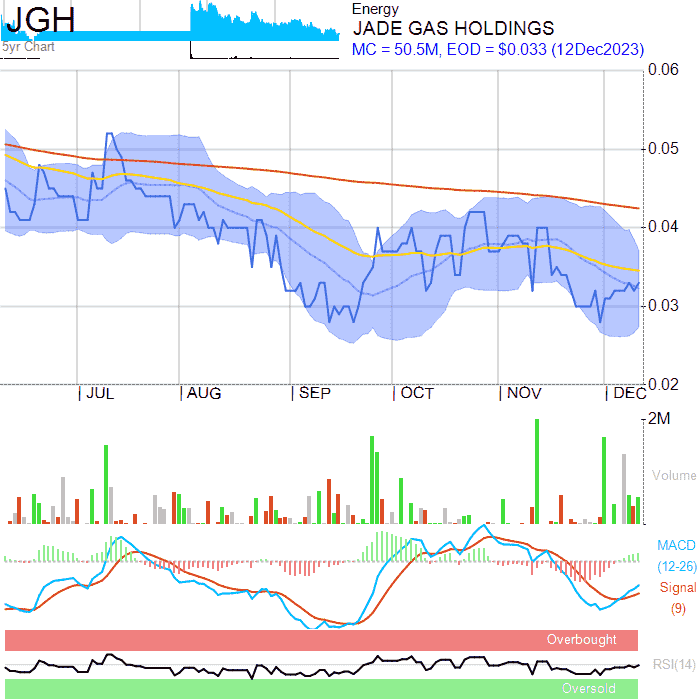 JGH
5yr Chart
Energy
JADE GAS HOLDINGS
MC = 50.5M, EOD = $0.033 (12Dec2023)
0.06
0.05
0.04
0.03
0.02
JUL AUG SEP OCT NOV DEC
2M
Volume
MACD
(12-26)
Signal
(9)
Overbought
RSI(14)
Oversold